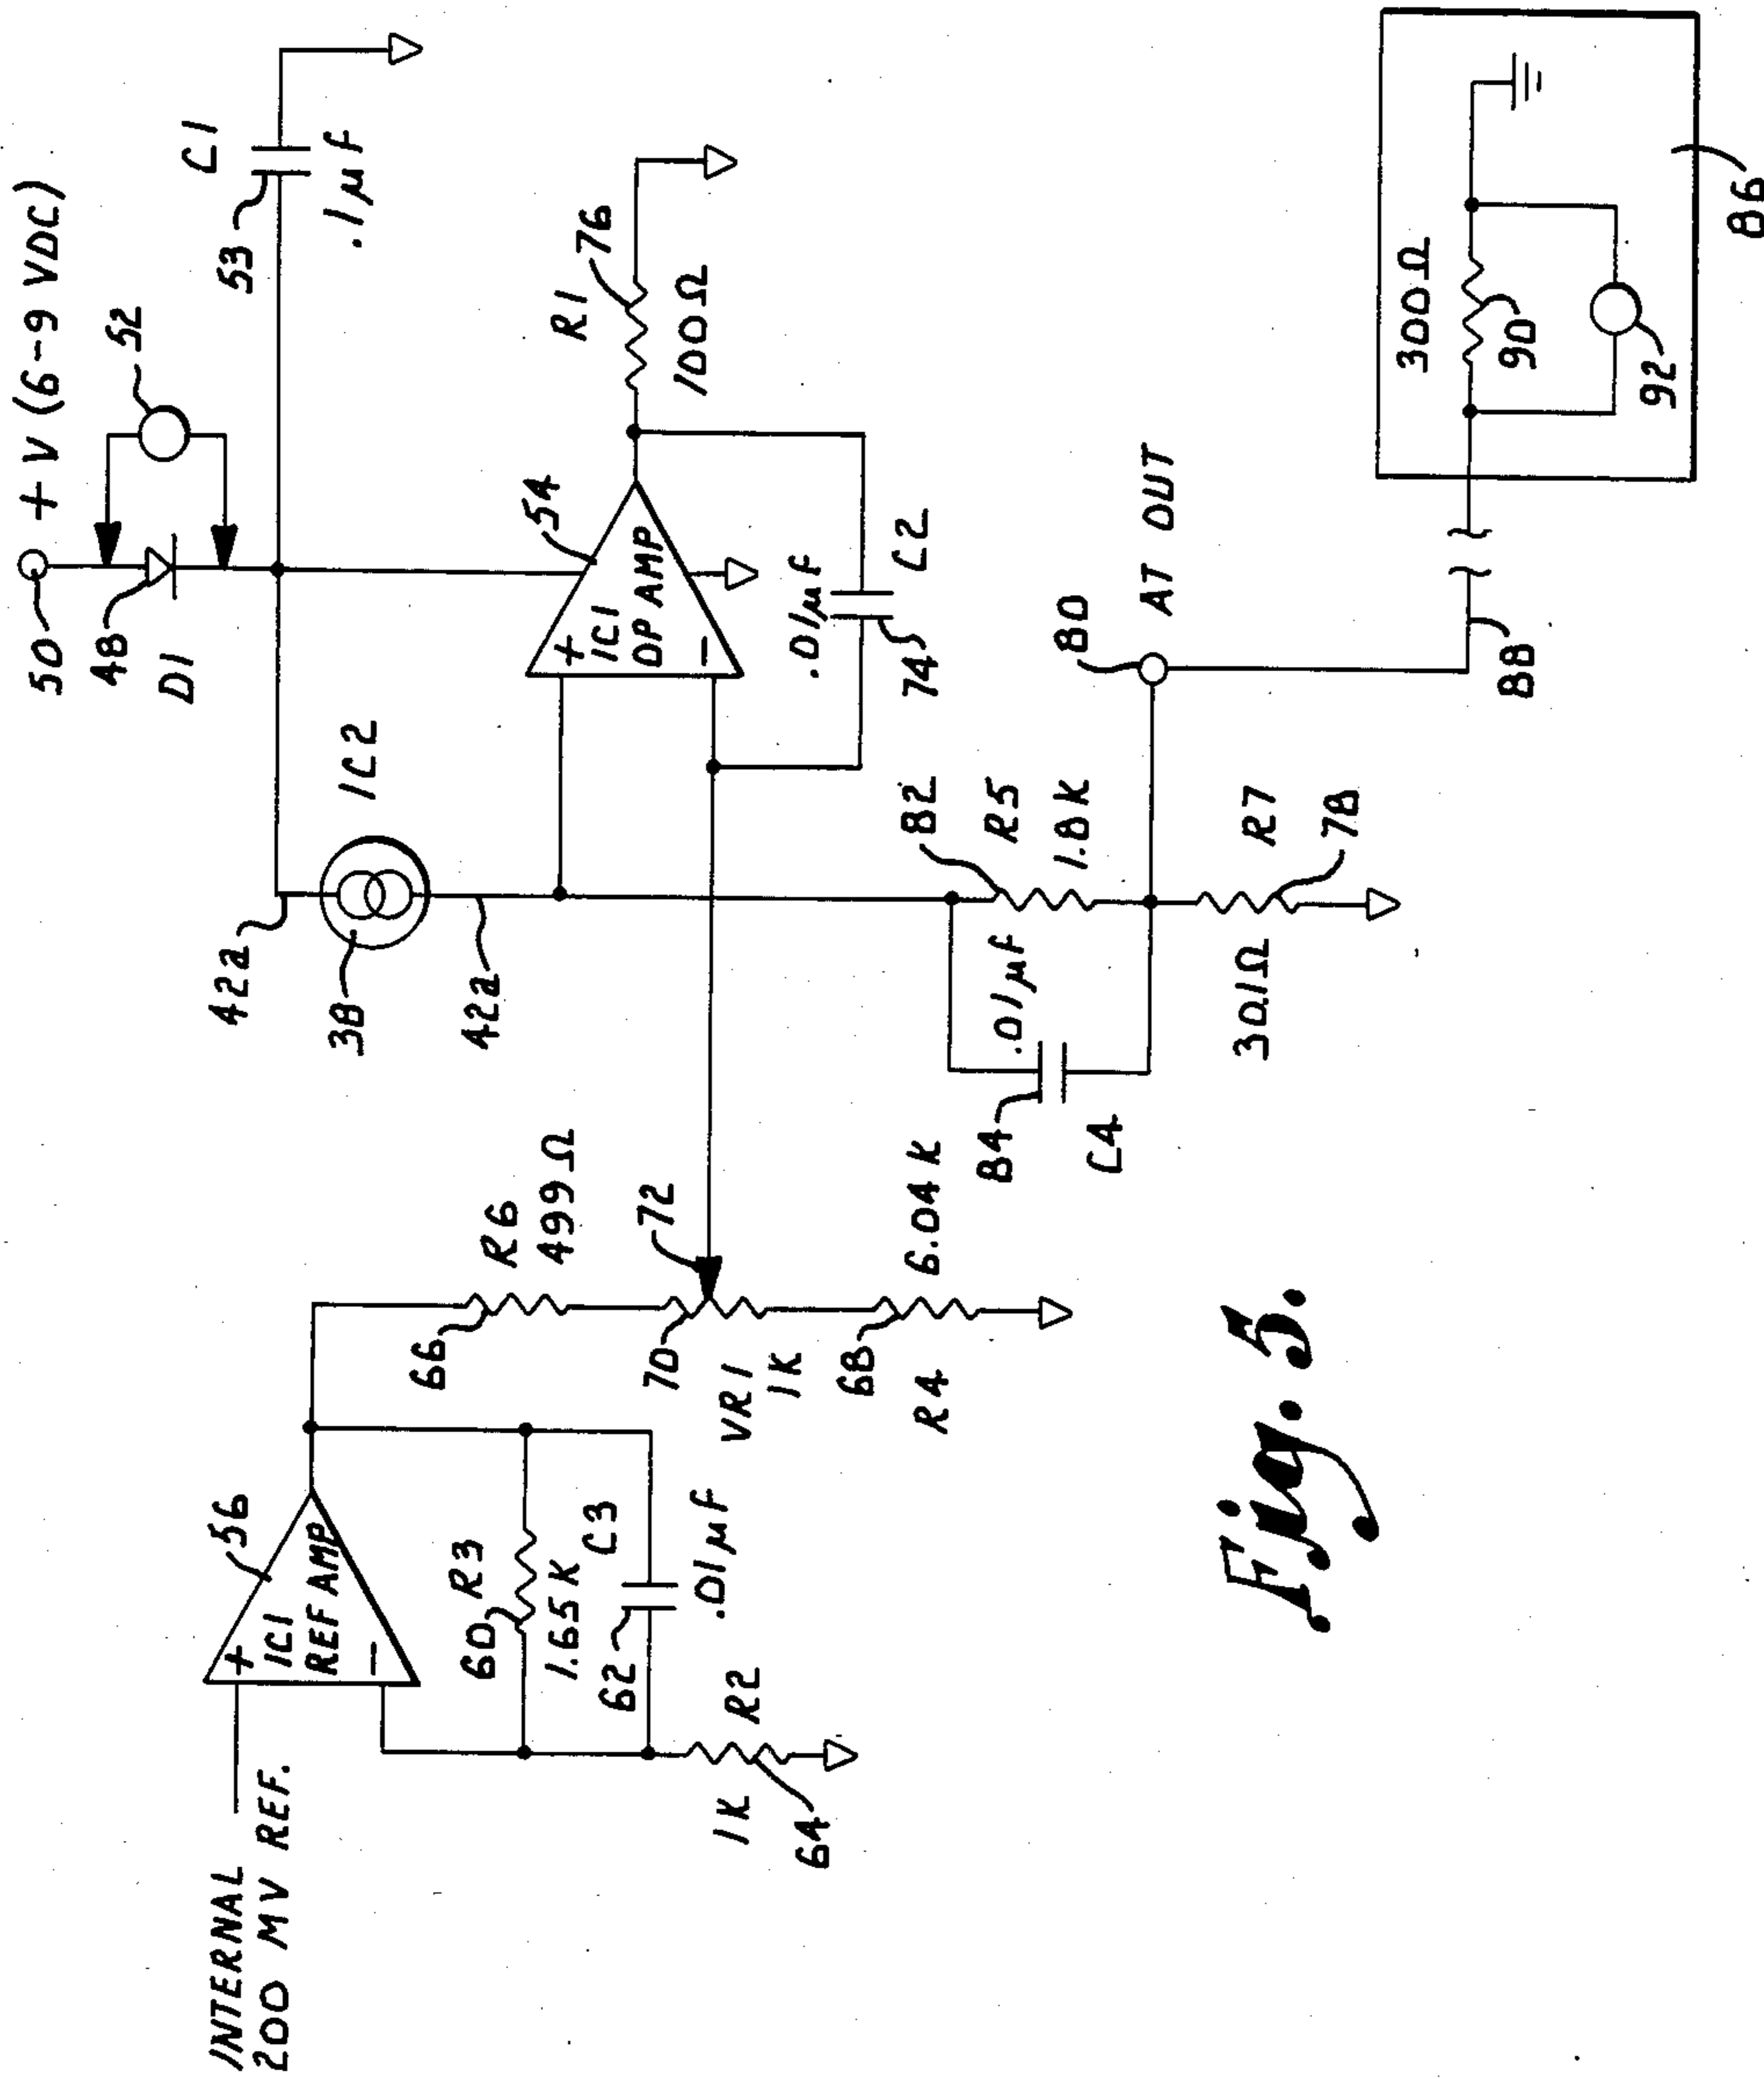 50
+ V (6-9 VDC)
48
D1
52
53
C1
.1μF
42a
38
IC2
42a
54
+
IC1
OP AMP
−
R1
76
100Ω
.01μF
74
C2
INTERNAL
200 MV REF.
56
+
IC1
REF AMP
−
60
R3
1.65K
62
C3
.01μF
1K
R2
64
66
R6
499Ω
70
72
VR1
1K
68
6.04K
R4
82
R5
1.8K
.01μF
84
C4
80
AT OUT
R7
78
301Ω
88
300Ω
90
92
86
Fig. 5.